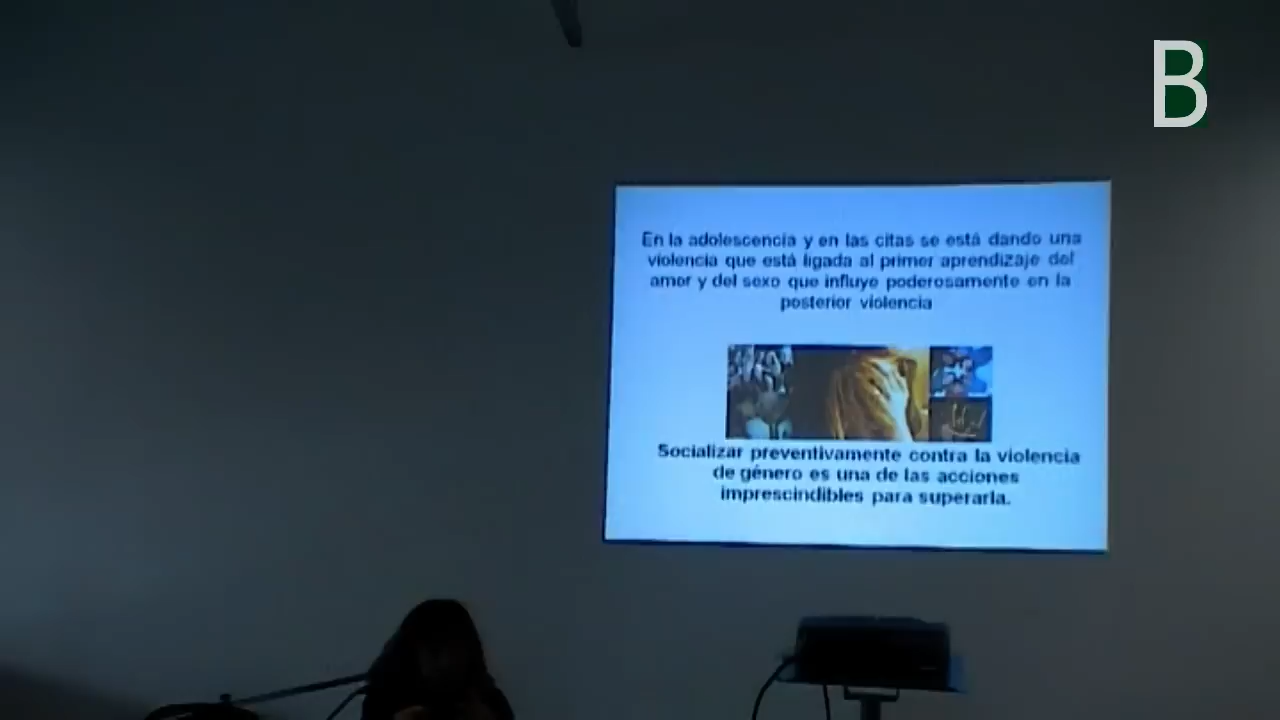 B
En la adolescencia y en las citas se está dando una
violencia que está ligada al primer aprendizaje del
amor y del sexo que influye poderosamente en la
posterior violencia
Socializar preventivamente contra la violencia
de género es una de las acciones
imprescindibles para superarla.